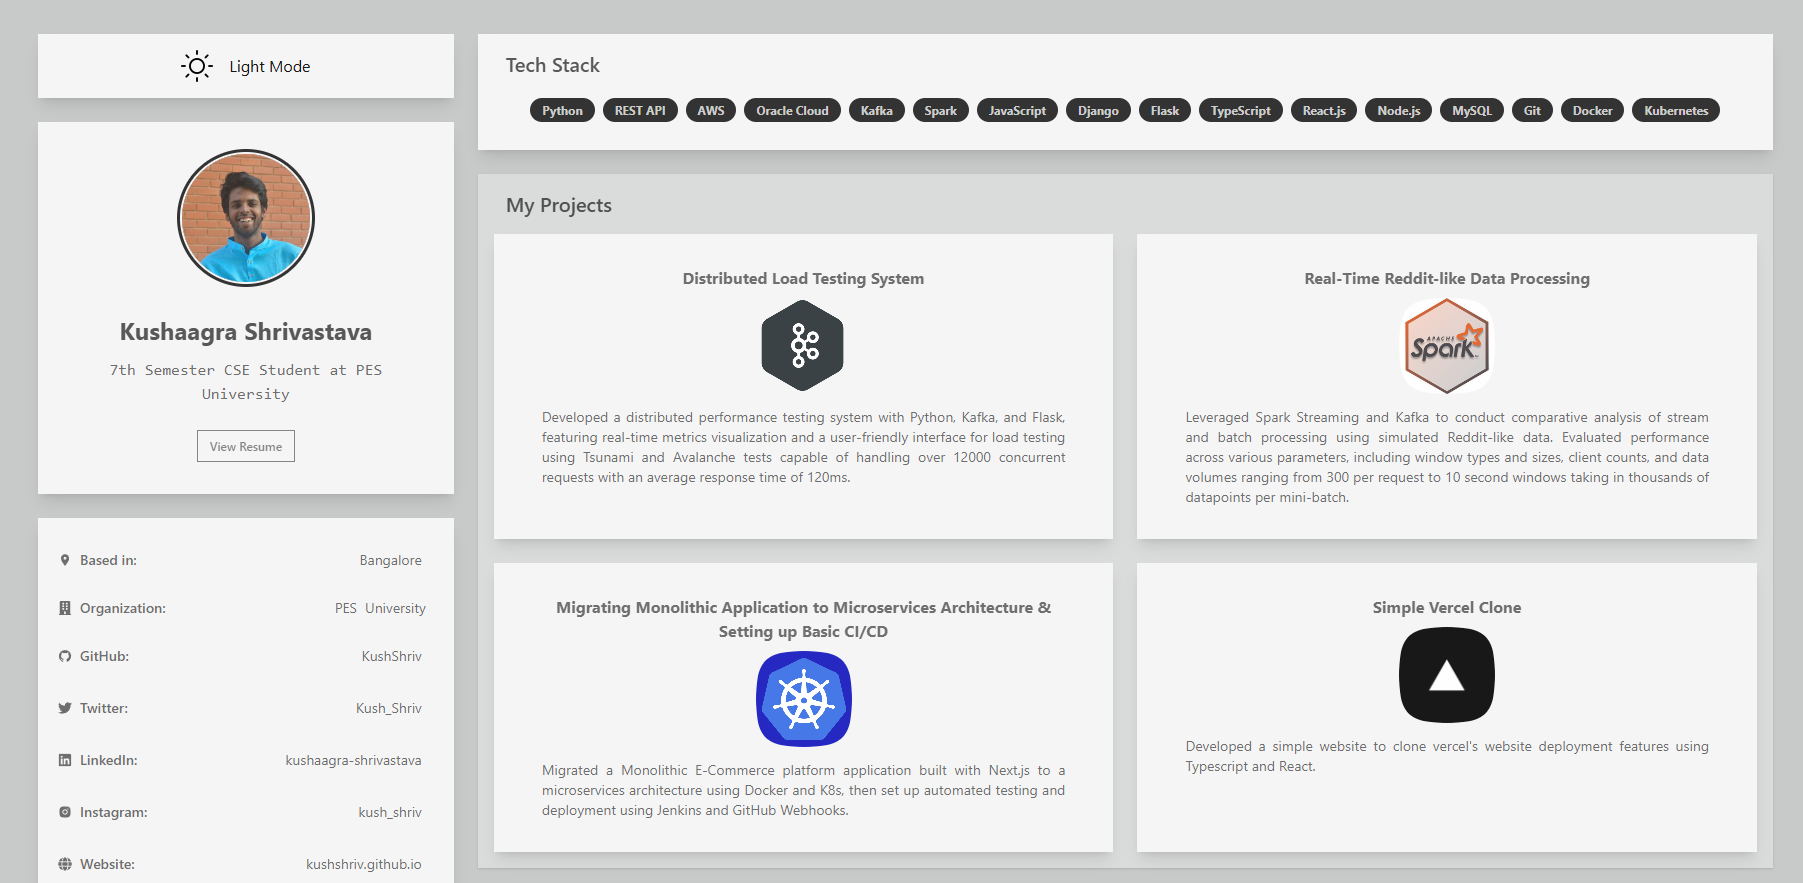 Light Mode
Kushaagra Shrivastava
7th Semester CSE Student at PES
University
View Resume
Based in: Bangalore
Organization: PES University
GitHub: KushShriv
Twitter: Kush_Shriv
LinkedIn: kushaagra-shrivastava
Instagram: kush_shriv
Website: kushshriv.github.io
Tech Stack
Python REST API AWS Oracle Cloud Kafka Spark JavaScript Django Flask TypeScript React.js Node.js MySQL Git Docker Kubernetes
My Projects
Distributed Load Testing System
Developed a distributed performance testing system with Python, Kafka, and Flask,
featuring real-time metrics visualization and a user-friendly interface for load testing
using Tsunami and Avalanche tests capable of handling over 12000 concurrent
requests with an average response time of 120ms.
Real-Time Reddit-like Data Processing
APACHE
Spark
Leveraged Spark Streaming and Kafka to conduct comparative analysis of stream
and batch processing using simulated Reddit-like data. Evaluated performance
across various parameters, including window types and sizes, client counts, and data
volumes ranging from 300 per request to 10 second windows taking in thousands of
datapoints per mini-batch.
Migrating Monolithic Application to Microservices Architecture &
Setting up Basic CI/CD
Migrated a Monolithic E-Commerce platform application built with Next.js to a
microservices architecture using Docker and K8s, then set up automated testing and
deployment using Jenkins and GitHub Webhooks.
Simple Vercel Clone
Developed a simple website to clone vercel's website deployment features using
Typescript and React.